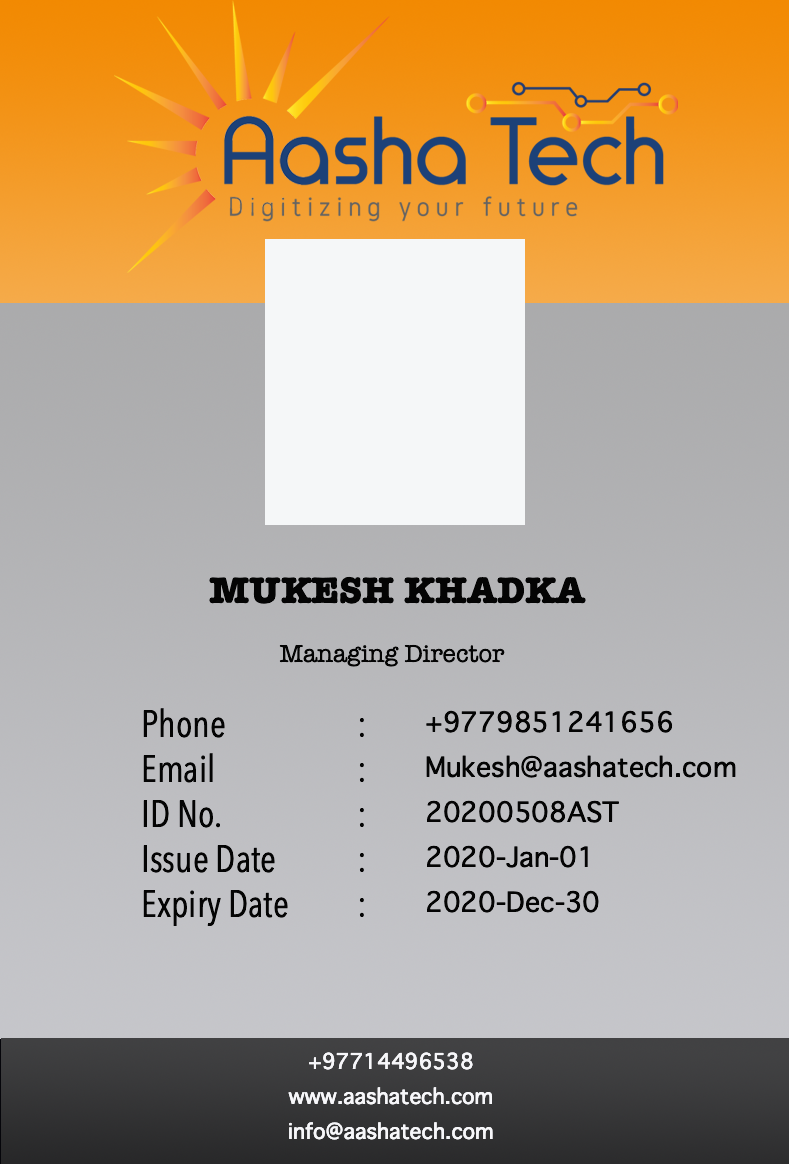 Aasha Tech
Digitizing your future
MUKESH KHADKA
Managing Director
Phone : +9779851241656
Email : Mukesh@aashatech.com
ID No. : 20200508AST
Issue Date : 2020-Jan-01
Expiry Date : 2020-Dec-30
+97714496538
www.aashatech.com
info@aashatech.com